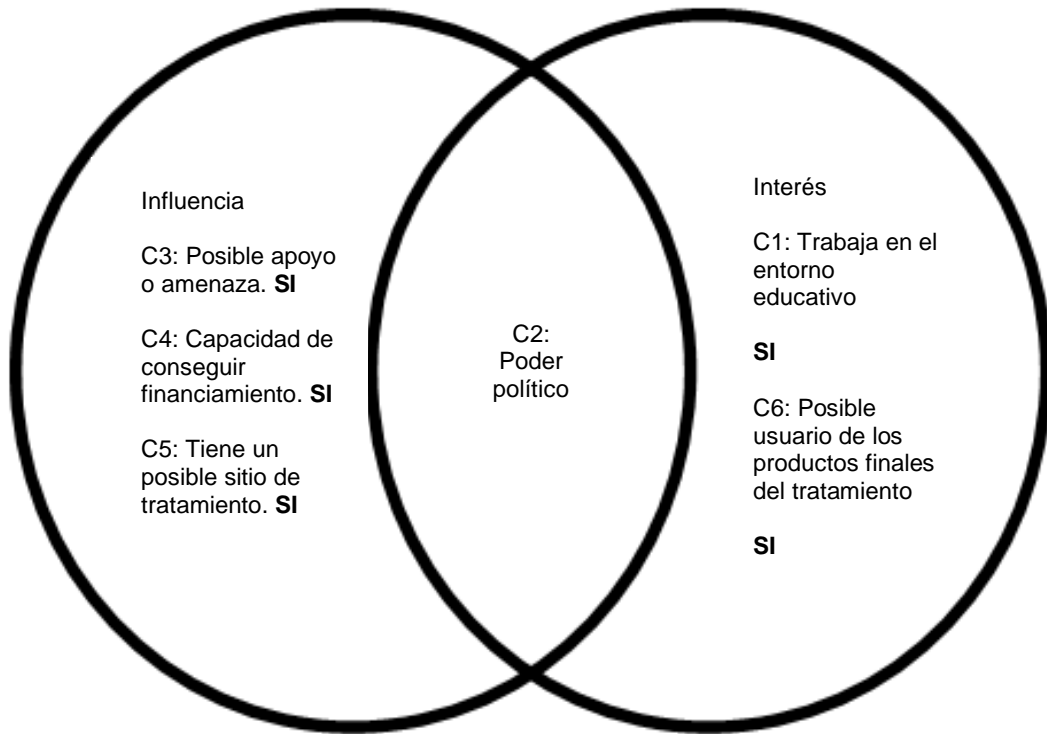 Influencia
C3: Posible apoyo
o amenaza. SI
C4: Capacidad de
conseguir
financiamiento. SI
C5: Tiene un
posible sitio de
tratamiento. SI
C2:
Poder
político
Interés
C1: Trabaja en el
entorno
educativo
SI
C6: Posible
usuario de los
productos finales
del tratamiento
SI